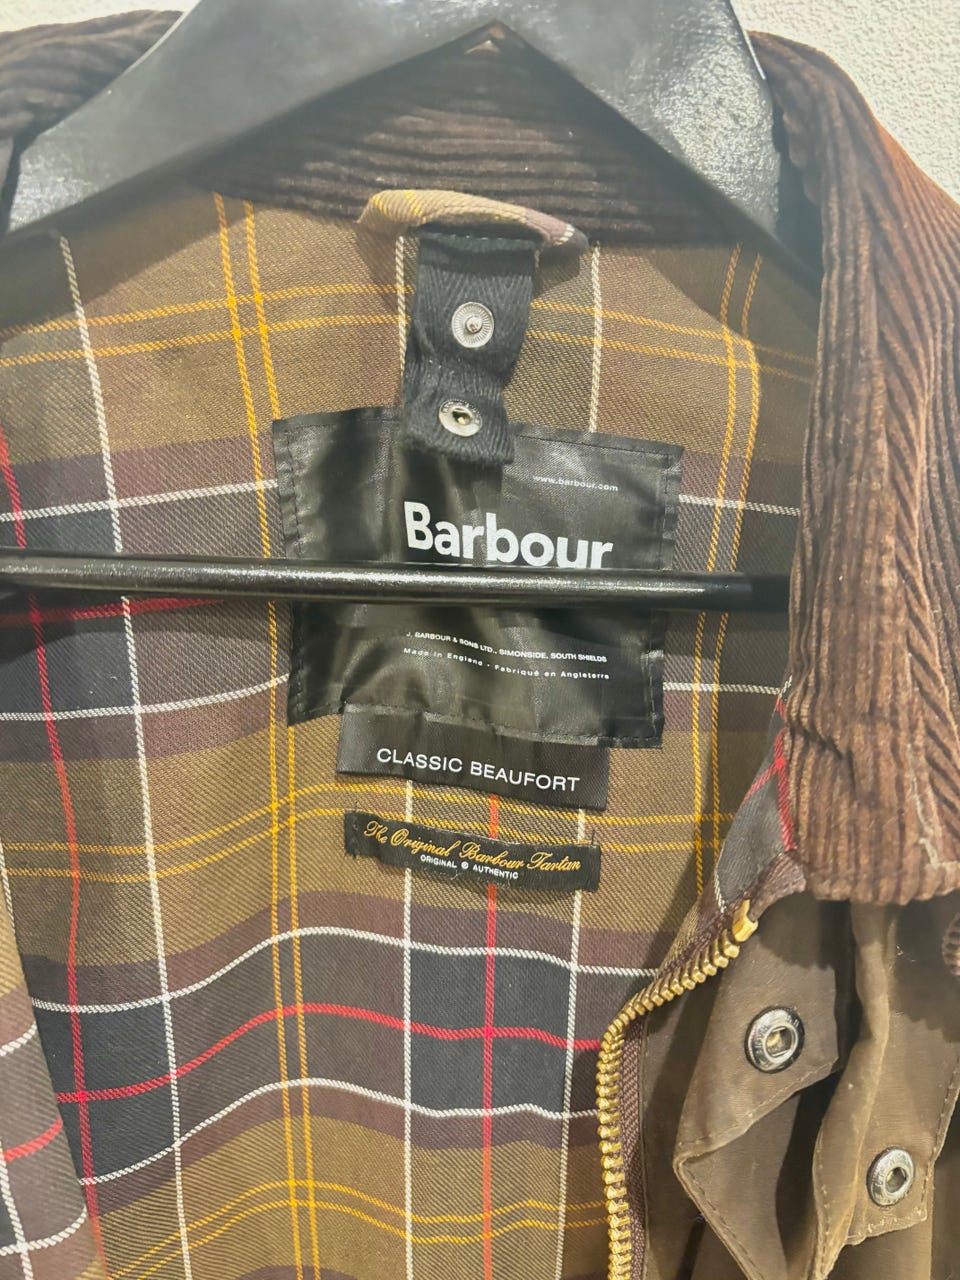 www.barbour.com
Barbour
J. BARBOUR & SONS LTD., SIMONSIDE, SOUTH SHIELDS
Made in England - Fabriqué en Angleterre
CLASSIC BEAUFORT
The Original Barbour Tartan
ORIGINAL & AUTHENTIC